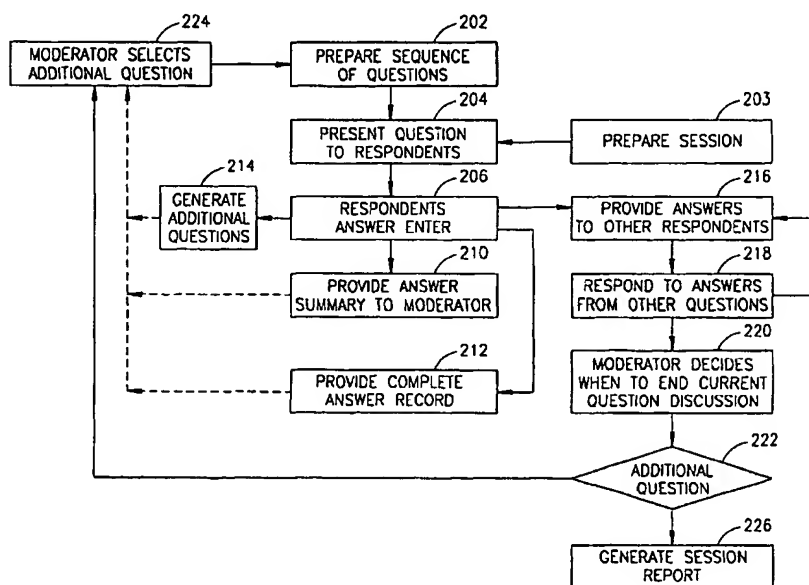 224
MODERATOR SELECTS
ADDITIONAL QUESTION
202
PREPARE SEQUENCE
OF QUESTIONS
204
PRESENT QUESTION
TO RESPONDENTS
203
PREPARE SESSION
214
GENERATE
ADDITIONAL
QUESTIONS
206
RESPONDENTS
ANSWER ENTER
216
PROVIDE ANSWERS
TO OTHER RESPONDENTS
210
PROVIDE ANSWER
SUMMARY TO MODERATOR
218
RESPOND TO ANSWERS
FROM OTHER QUESTIONS
212
PROVIDE COMPLETE
ANSWER RECORD
220
MODERATOR DECIDES
WHEN TO END CURRENT
QUESTION DISCUSSION
222
ADDITIONAL
QUESTION
226
GENERATE SESSION
REPORT